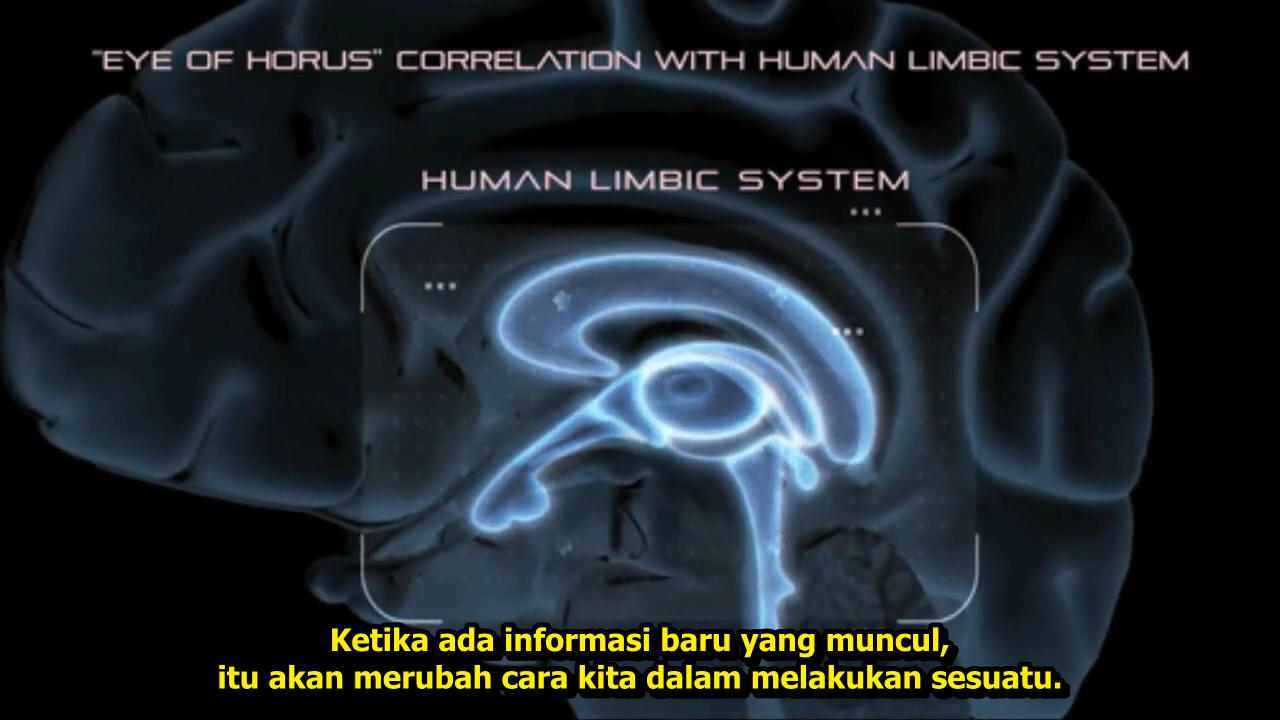 "EYE OF HORUS" CORRELATION WITH HUMAN LIMBIC SYSTEM
HUMAN LIMBIC SYSTEM
Ketika ada informasi baru yang muncul,
itu akan merubah cara kita dalam melakukan sesuatu.